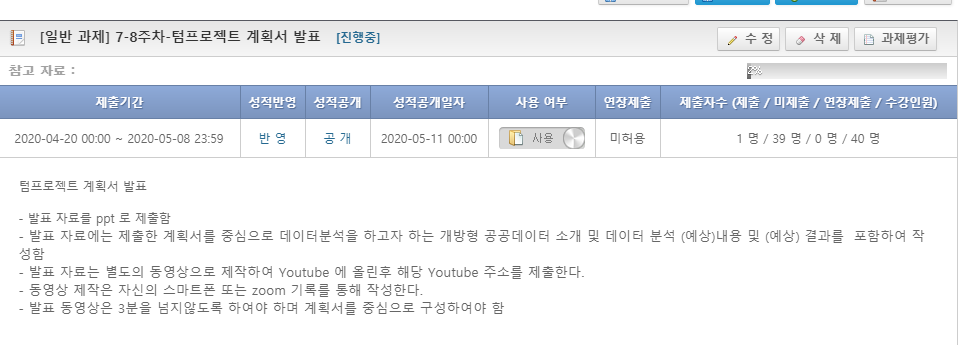 [일반 과제] 7-8주차-텀프로젝트 계획서 발표 [진행중]
수 정 삭 제 과제평가
참고 자료 :
제출기간 성적반영 성적공개 성적공개일자 사용 여부 연장제출 제출자수 (제출 / 미제출 / 연장제출 / 수강인원)
2020-04-20 00:00 ~ 2020-05-08 23:59 반 영 공 개 2020-05-11 00:00 사용 미허용 1 명 / 39 명 / 0 명 / 40 명
텀프로젝트 계획서 발표
- 발표 자료를 ppt 로 제출함
- 발표 자료에는 제출한 계획서를 중심으로 데이터분석을 하고자 하는 개방형 공공데이터 소개 및 데이터 분석 (예상)내용 및 (예상) 결과를 포함하여 작
성함
- 발표 자료는 별도의 동영상으로 제작하여 Youtube 에 올린후 해당 Youtube 주소를 제출한다.
- 동영상 제작은 자신의 스마트폰 또는 zoom 기록를 통해 작성한다.
- 발표 동영상은 3분을 넘지않도록 하여야 하며 계획서를 중심으로 구성하여야 함